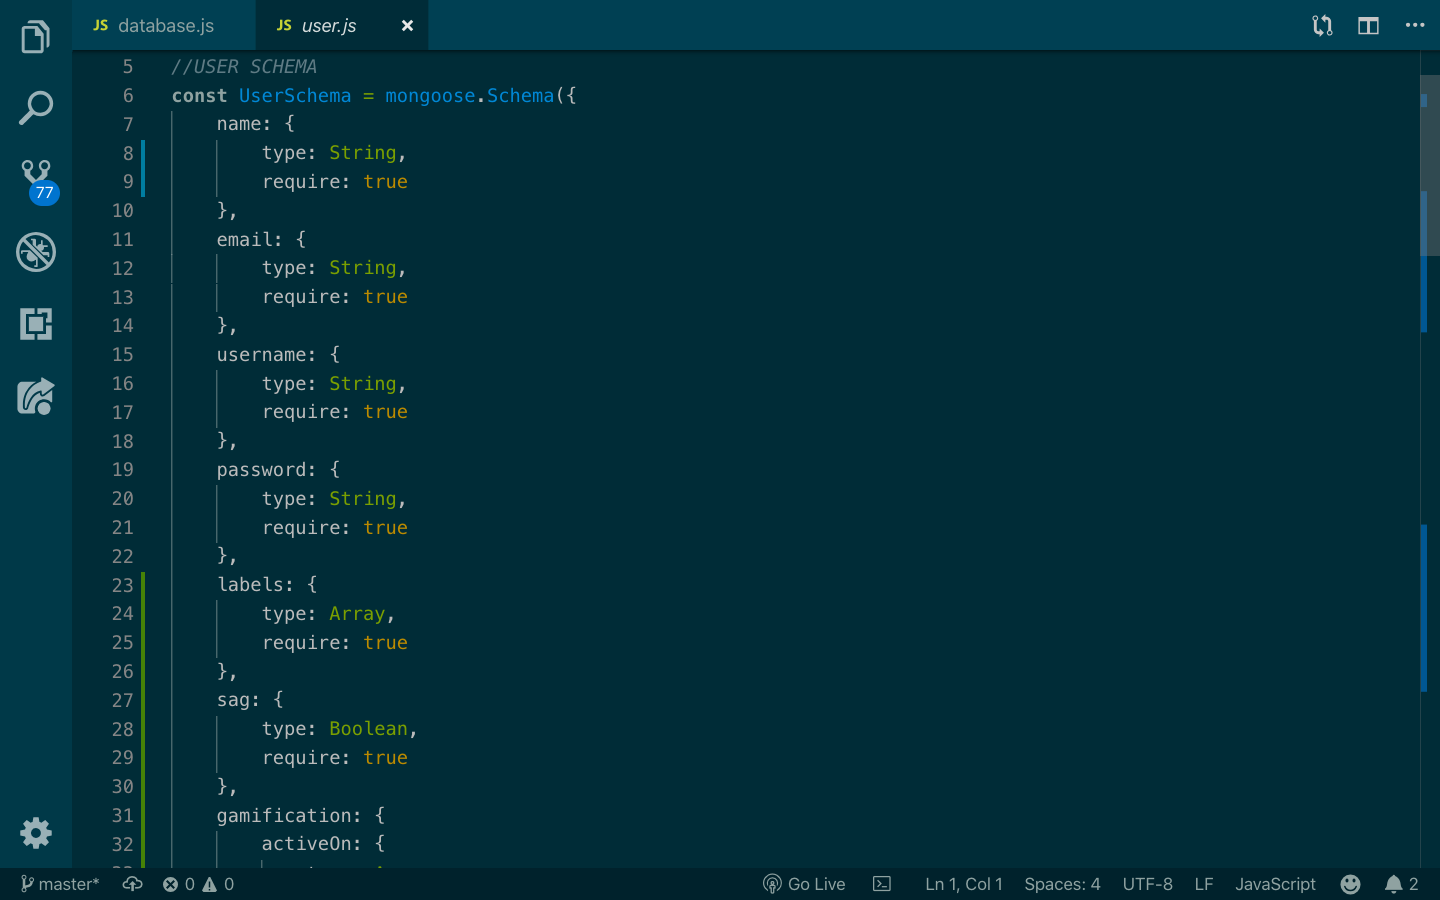 JS database.js JS user.js
5 //USER SCHEMA
6 const UserSchema = mongoose.Schema({
7 name: {
8 type: String,
9 require: true
10 },
11 email: {
12 type: String,
13 require: true
14 },
15 username: {
16 type: String,
17 require: true
18 },
19 password: {
20 type: String,
21 require: true
22 },
23 labels: {
24 type: Array,
25 require: true
26 },
27 sag: {
28 type: Boolean,
29 require: true
30 },
31 gamification: {
32 activeOn: {
77
master* 0 0 Go Live Ln 1, Col 1 Spaces: 4 UTF-8 LF JavaScript 2